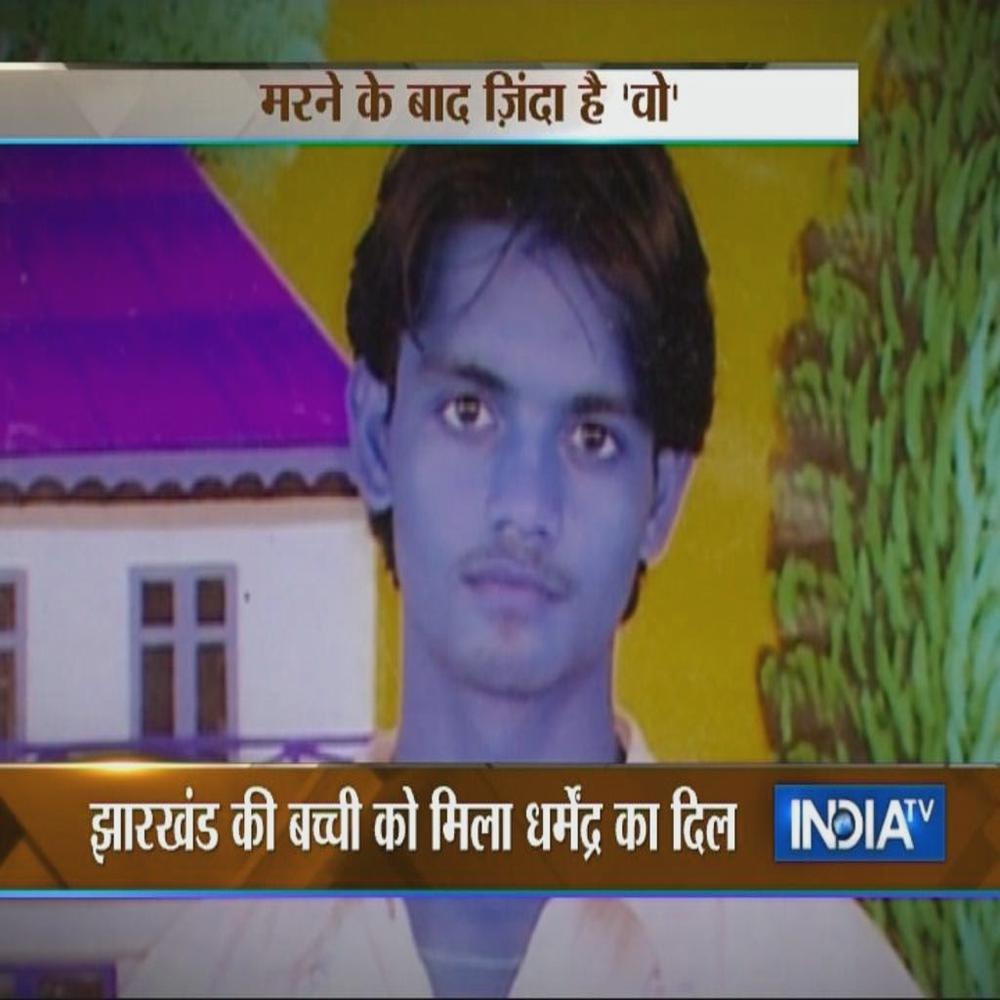 मरने के बाद ज़िंदा है 'वो'
झारखंड की बच्ची को मिला धर्मेंद्र का दिल
INDIA TV